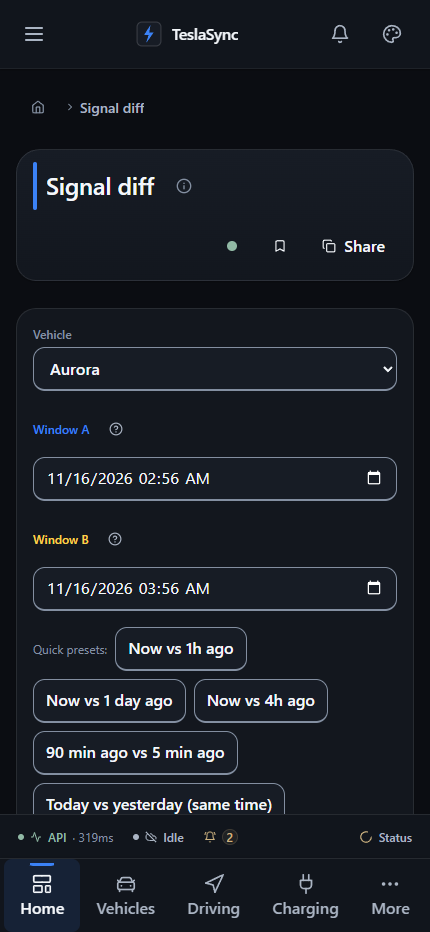 TeslaSync
Signal diff
Signal diff
Share
Vehicle
Aurora
Window A
11/16/2026 02:56 AM
Window B
11/16/2026 03:56 AM
Quick presets: Now vs 1h ago
Now vs 1 day ago Now vs 4h ago
90 min ago vs 5 min ago
Today vs yesterday (same time)
API · 319ms Idle 2 Status
Home Vehicles Driving Charging More